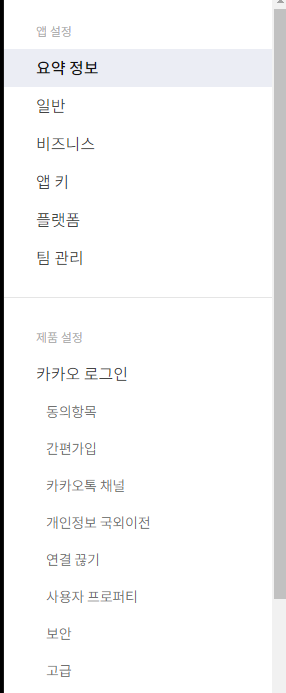 앱 설정
요약 정보
일반
비즈니스
앱 키
플랫폼
팀 관리
제품 설정
카카오 로그인
동의항목
간편가입
카카오톡 채널
개인정보 국외이전
연결 끊기
사용자 프로퍼티
보안
고급